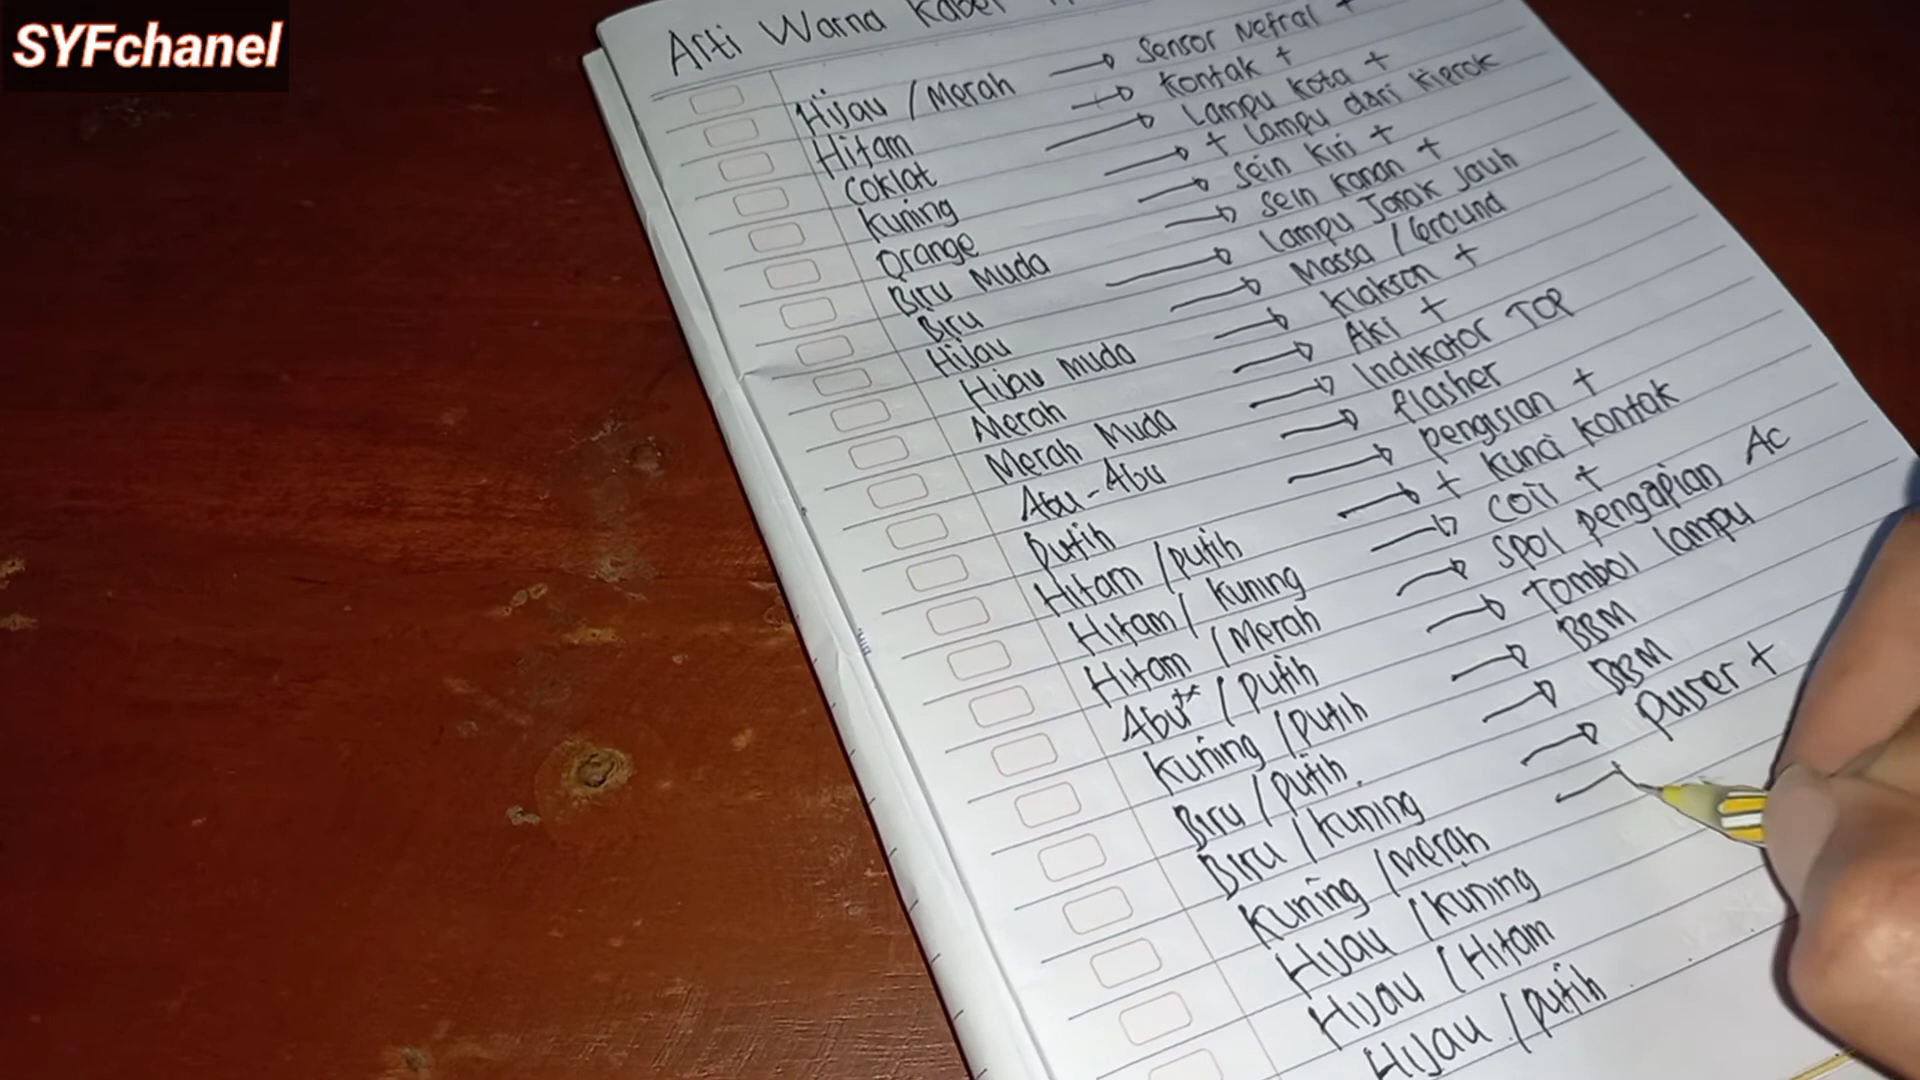 SYFchanel
Arti Warna Kabel
Hijau / Merah → Sensor Netral +
Hitam → Kontak +
Coklat → Lampu Kota +
Kuning → + Lampu dari Kiprok
Orange → Sein Kiri +
Biru Muda → Sein Kanan +
Biru → Lampu Jarak Jauh
Hijau → Massa / Ground
Hijau Muda → Klakson +
Merah → Aki +
Merah Muda → Indikator TOP
Abu-Abu → flasher
Putih → pengisian +
Hitam / putih → + Kunci Kontak
Hitam / Kuning → Coil +
Hitam / Merah → Spol pengapian AC
Abu² / Putih → Tombol lampu
Kuning / Putih → BBM
Biru / putih → BBM
Biru / Kuning → Pulser +
Kuning / Merah
Hijau / Kuning
Hijau / Hitam
Hijau / Putih